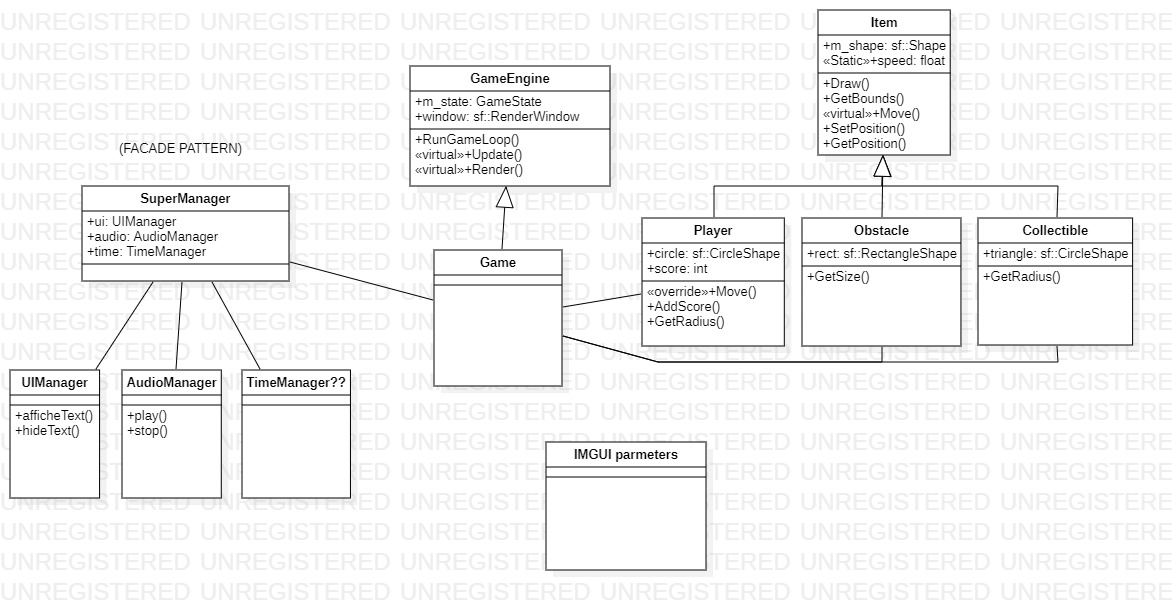 Item
+m_shape: sf::Shape
«Static»+speed: float
+Draw()
+GetBounds()
«virtual»+Move()
+SetPosition()
+GetPosition()
GameEngine
+m_state: GameState
+window: sf::RenderWindow
+RunGameLoop()
«virtual»+Update()
«virtual»+Render()
(FACADE PATTERN)
SuperManager
+ui: UIManager
+audio: AudioManager
+time: TimeManager
Player
+circle: sf::CircleShape
+score: int
«override»+Move()
+AddScore()
+GetRadius()
Obstacle
+rect: sf::RectangleShape
+GetSize()
Collectible
+triangle: sf::CircleShape
+GetRadius()
Game
UIManager
+afficheText()
+hideText()
AudioManager
+play()
+stop()
TimeManager??
IMGUI parmeters
UNREGISTERED UNREGISTERED UNREGISTERED UNREGISTERED UNREGISTERED UNREGISTERED